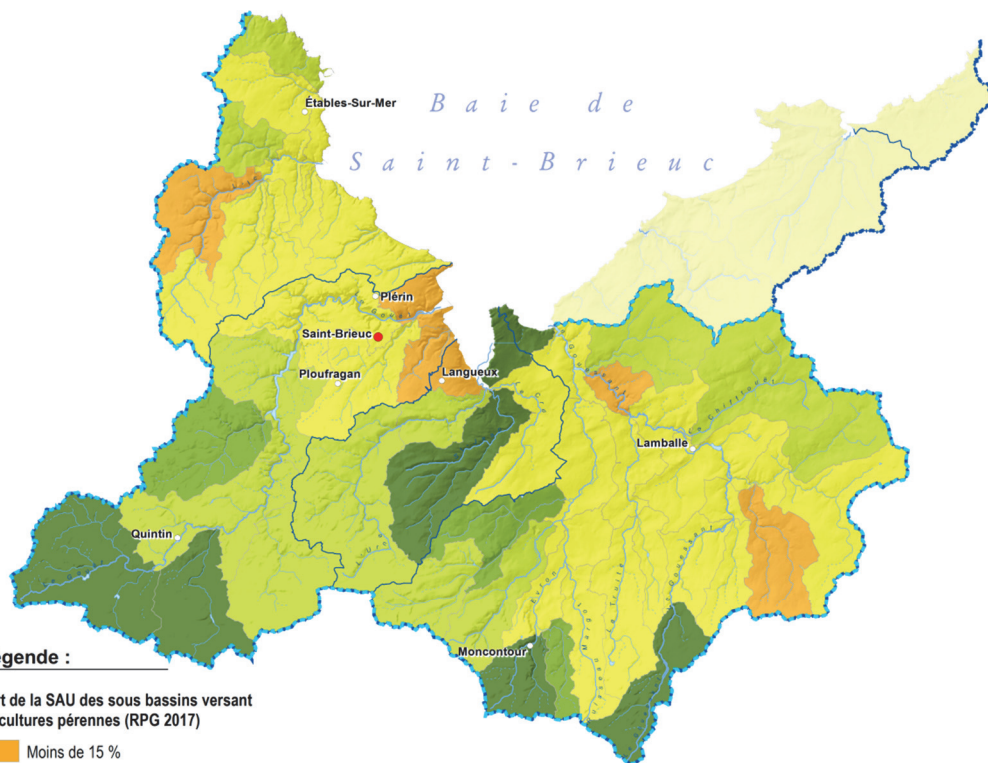 Étables-Sur-Mer
Baie de
Saint-Brieuc
Plérin
Saint-Brieuc
Ploufragan
Langueux
Lamballe
Quintin
Moncontour
égende :
t de la SAU des sous bassins versant
cultures pérennes (RPG 2017)
Moins de 15 %